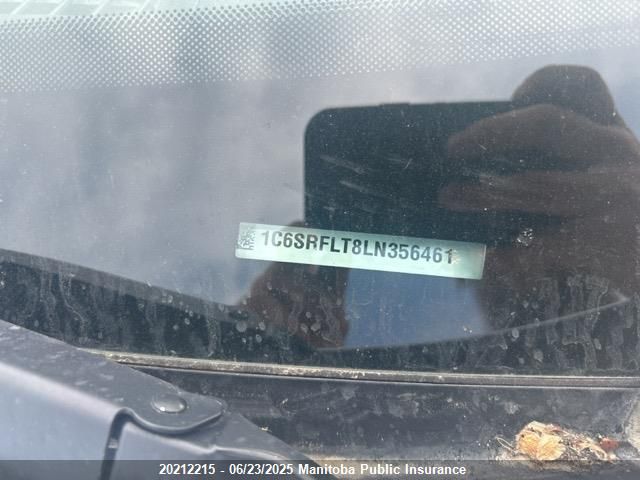 1C6SRFLT8LN356461
20212215 - 06/23/2025 Manitoba Public Insurance